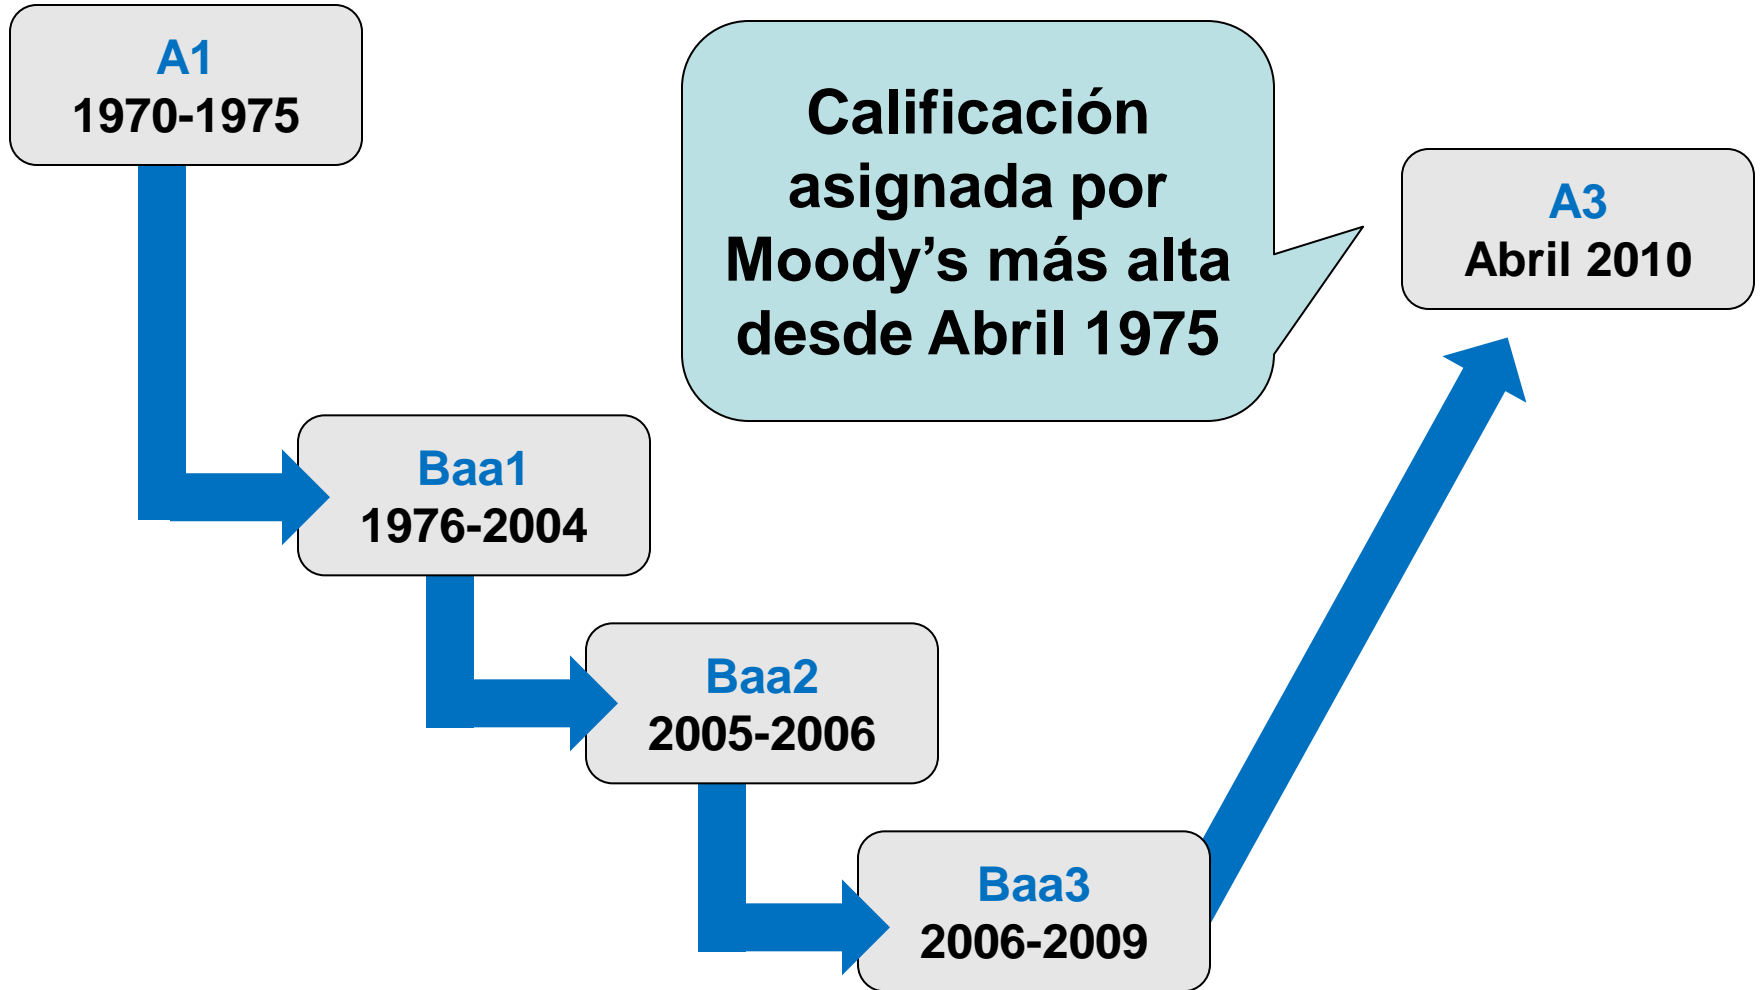 A1
1970-1975
Calificación
asignada por
Moody’s más alta
desde Abril 1975
A3
Abril 2010
Baa1
1976-2004
Baa2
2005-2006
Baa3
2006-2009